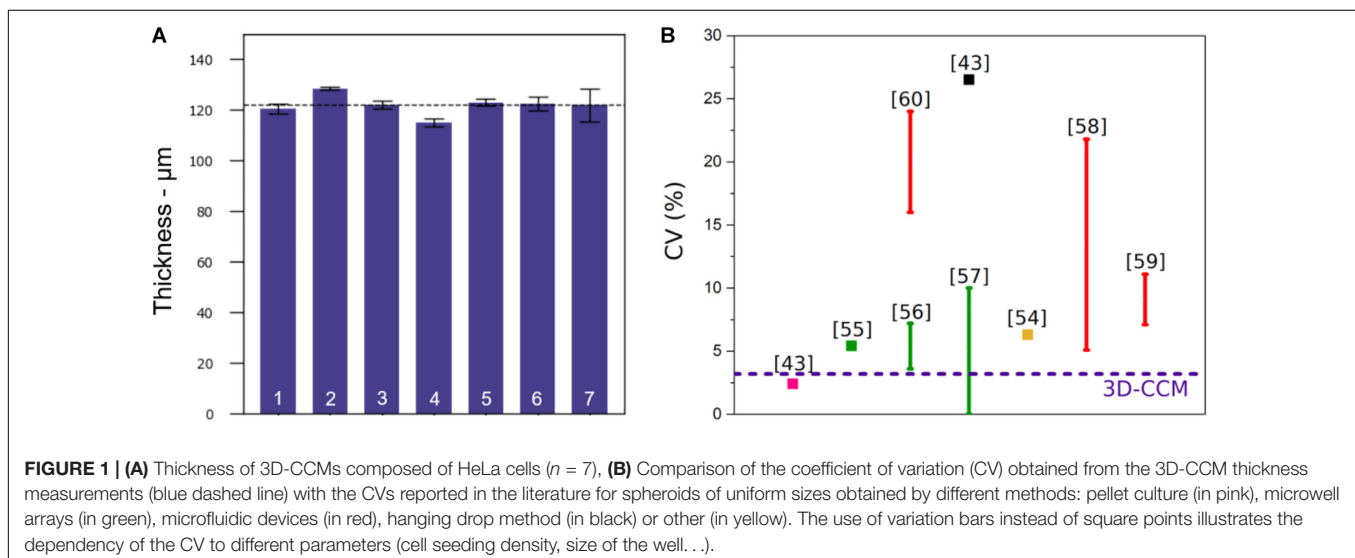 A
Thickness - µm
140
120
100
80
60
40
20
0
1 2 3 4 5 6 7
B
CV (%)
30
25
20
15
10
5
0
[43]
[60]
[58]
[59]
[57]
[56]
[55]
[54]
[43]
3D-CCM
FIGURE 1 | (A) Thickness of 3D-CCMs composed of HeLa cells (n = 7), (B) Comparison of the coefficient of variation (CV) obtained from the 3D-CCM thickness
measurements (blue dashed line) with the CVs reported in the literature for spheroids of uniform sizes obtained by different methods: pellet culture (in pink), microwell
arrays (in green), microfluidic devices (in red), hanging drop method (in black) or other (in yellow). The use of variation bars instead of square points illustrates the
dependency of the CV to different parameters (cell seeding density, size of the well. . .).